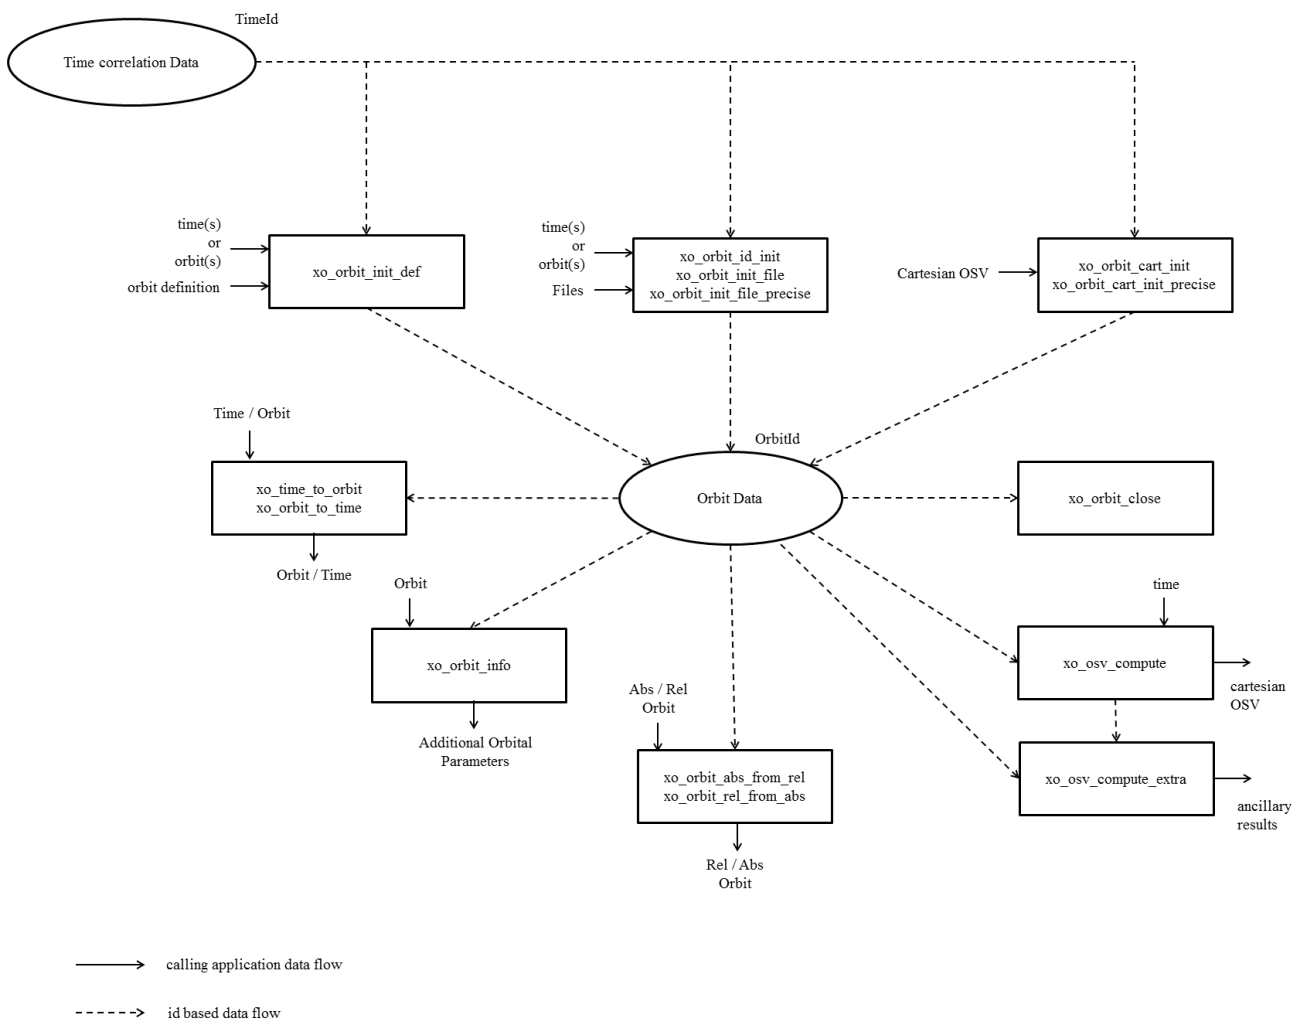 TimeId
Time correlation Data
time(s)
or
orbit(s)
orbit definition
xo_orbit_init_def
time(s)
or
orbit(s)
Files
xo_orbit_id_init
xo_orbit_init_file
xo_orbit_init_file_precise
Cartesian OSV
xo_orbit_cart_init
xo_orbit_cart_init_precise
Time / Orbit
OrbitId
xo_time_to_orbit
xo_orbit_to_time
Orbit Data
xo_orbit_close
Orbit / Time
Orbit
time
xo_orbit_info
xo_osv_compute
cartesian
OSV
Abs / Rel
Orbit
Additional Orbital
Parameters
xo_orbit_abs_from_rel
xo_orbit_rel_from_abs
xo_osv_compute_extra
ancillary
results
Rel / Abs
Orbit
calling application data flow
id based data flow